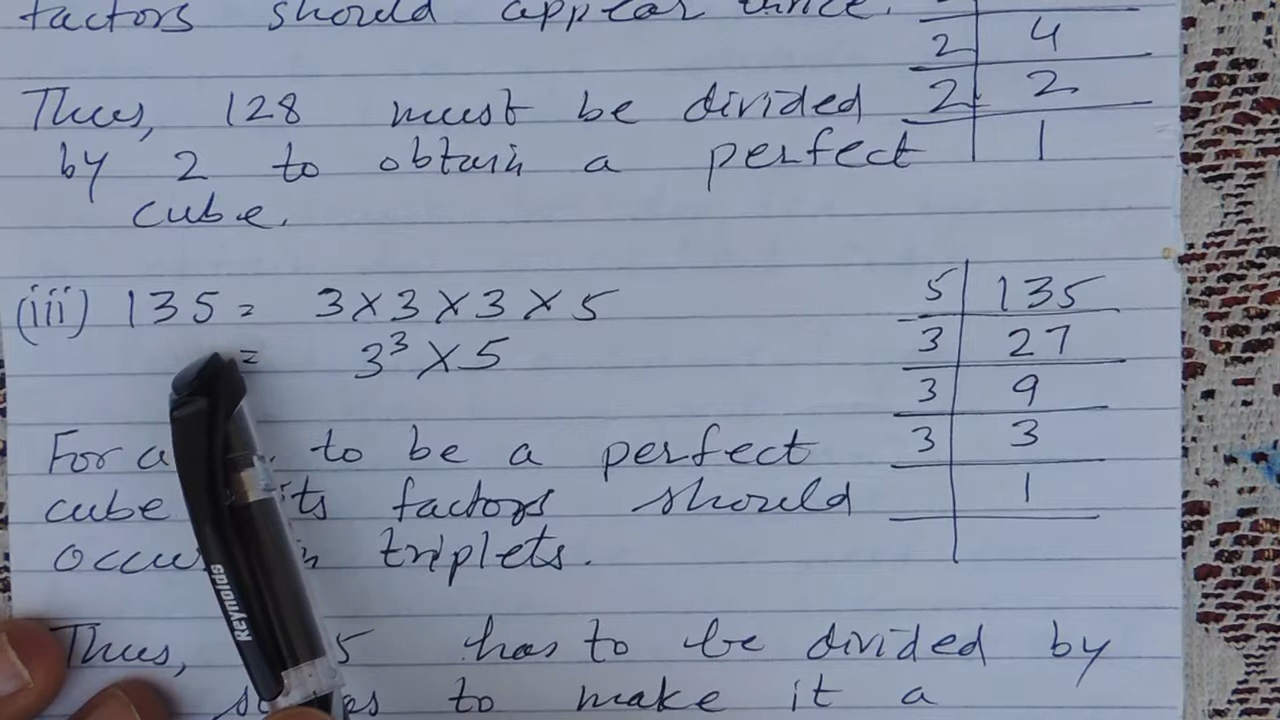 factors should appear thrice.
2 | 4
2 | 2
1
Thus, 128 must be divided
by 2 to obtain a perfect
cube.
(iii) 135 = 3 × 3 × 3 × 5
= 3³ × 5
5 | 135
3 | 27
3 | 9
3 | 3
1
For a to be a perfect
cube its factors should
in triplets.
Thus, 5 has to be divided by
to make it a
Reynolds